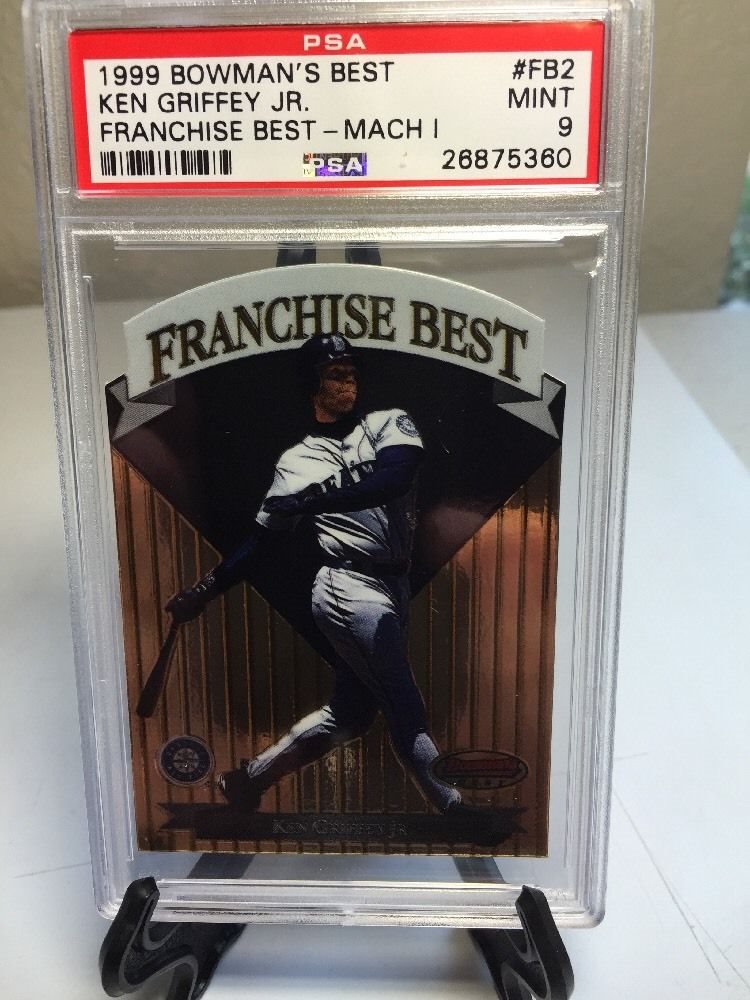 PSA
1999 BOWMAN'S BEST #FB2
KEN GRIFFEY JR. MINT
FRANCHISE BEST - MACH I 9
PSA 26875360
FRANCHISE BEST
KEN GRIFFEY JR